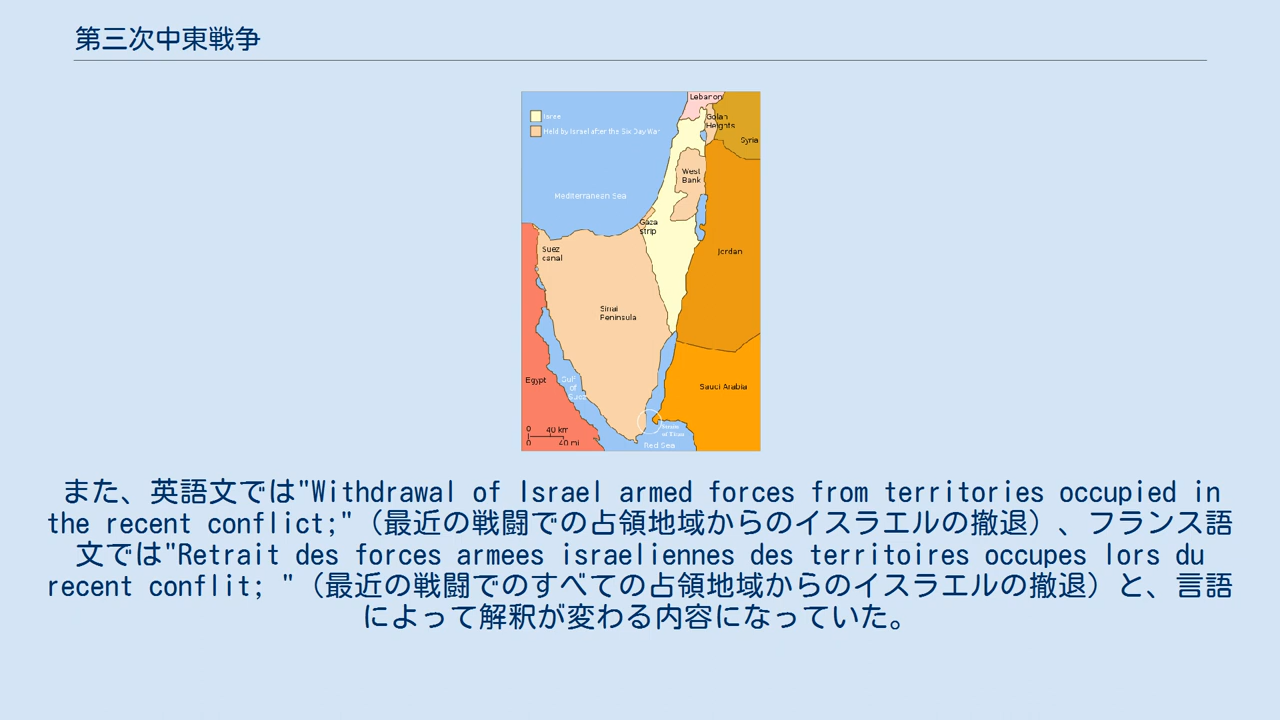 第三次中東戦争
Lebanon
Golan
Heights
Israel
Held by Israel after the Six Day War
Syria
West
Bank
Mediterranean Sea
Gaza
strip
Suez
canal
Jordan
Sinai
Peninsula
Egypt
Gulf
of
Suez
Saudi Arabia
0 40 km
0 40 mi
Straits
of Tiran
Red Sea
また、英語文では"Withdrawal of Israel armed forces from territories occupied in
the recent conflict;"（最近の戦闘での占領地域からのイスラエルの撤退）、フランス語
文では"Retrait des forces armees israeliennes des territoires occupes lors du
recent conflit; "（最近の戦闘でのすべての占領地域からのイスラエルの撤退）と、言語
によって解釈が変わる内容になっていた。